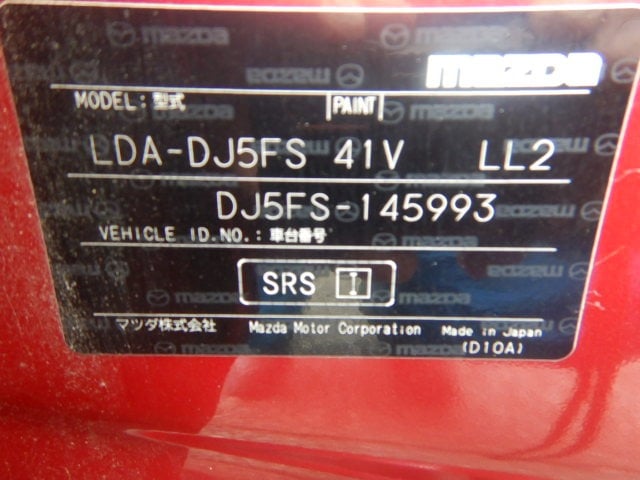 mazda
MODEL: 型式 PAINT
LDA-DJ5FS 41V LL2
DJ5FS-145993
VEHICLE ID.NO.: 車台番号
SRS I
マツダ株式会社 Mazda Motor Corporation Made in Japan
(D10A)